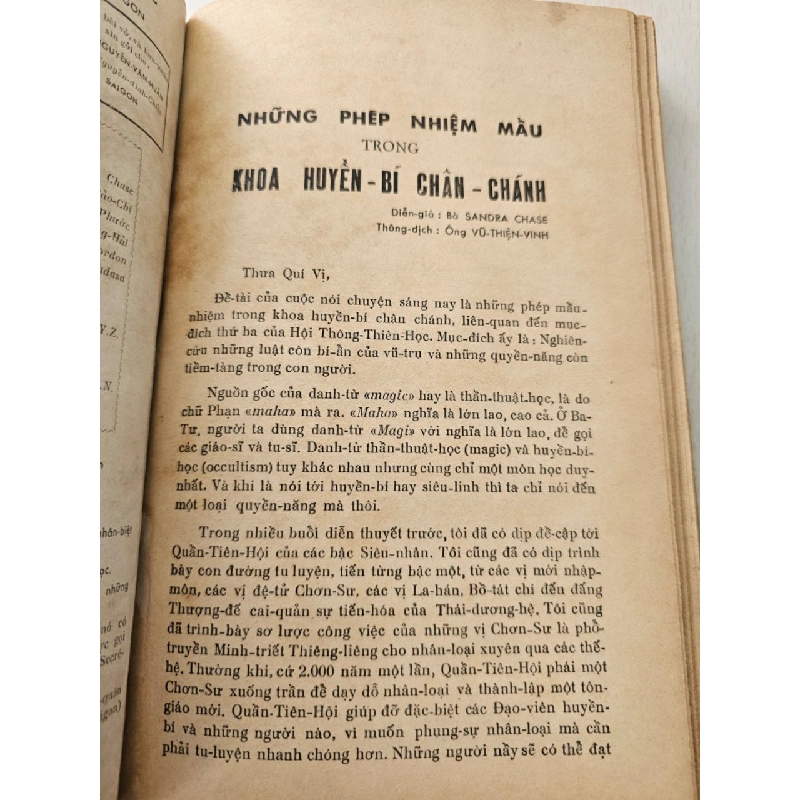 GON
SAIGON
Chase
ão-Chi
Phước
g-Hải
ordon
adasa
Y.Z.
.N.
hân-biệt
học.
những
NHỮNG PHÉP NHIỆM MẦU
TRONG
KHOA HUYỀN-BÍ CHÂN-CHÁNH
Diễn-giả : Bà SANDRA CHASE
Thông-dịch : Ông VŨ-THIỆN-VINH
Thưa Quí Vị,
Đề-tài của cuộc nói chuyện sáng nay là những phép mầu-
nhiệm trong khoa huyền-bí chân chánh, liên-quan đến mục-
đích thứ ba của Hội Thông-Thiên-Học. Mục-đích ấy là : Nghiên-
cứu những luật còn bí-ẩn của vũ-trụ và những quyền-năng còn
tiềm-tàng trong con người.
Nguồn gốc của danh-từ «magic» hay là thần-thuật-học, là do
chữ Phạn «maha» mà ra. «Maha» nghĩa là lớn lao, cao cả. Ở Ba-
Tư, người ta dùng danh-từ «Magi» với nghĩa là lớn lao, để gọi
các giáo-sĩ và tu-sĩ. Danh-từ thần-thuật-học (magic) và huyền-bí-
học (occultism) tuy khác nhau nhưng cùng chỉ một môn học duy-
nhất. Và khi là nói tới huyền-bí hay siêu-linh thì ta chỉ nói đến
một loại quyền-năng mà thôi.
Trong nhiều buổi diễn thuyết trước, tôi đã có dịp đề-cập tới
Quần-Tiên-Hội của các bậc Siêu-nhân. Tôi cũng đã có dịp trình
bày con đường tu luyện, tiến từng bậc một, từ các vị mới nhập-
môn, các vị đệ-tử Chơn-Sư, các vị La-hán, Bồ-tát chi đến đấng
Thượng-đế cai-quản sự tiến-hóa của Thái-dương-hệ. Tôi cũng
đã trình-bày sơ lược công việc của những vị Chơn-Sư là phổ-
truyền Minh-triết Thiêng-liêng cho nhân-loại xuyên qua các thế-
hệ. Thường khi, cứ 2.000 năm một lần, Quần-Tiên-Hội phái một
Chơn-Sư xuống trần để dạy dỗ nhân-loại và thành-lập một tôn-
giáo mới. Quần-Tiên-Hội giúp đỡ đặc-biệt các Đạo-viên huyền-
bí và những người nào, vì muốn phụng-sự nhân-loại mà cần
phải tu-luyện nhanh chóng hơn. Những người nầy sẽ có thể đạt